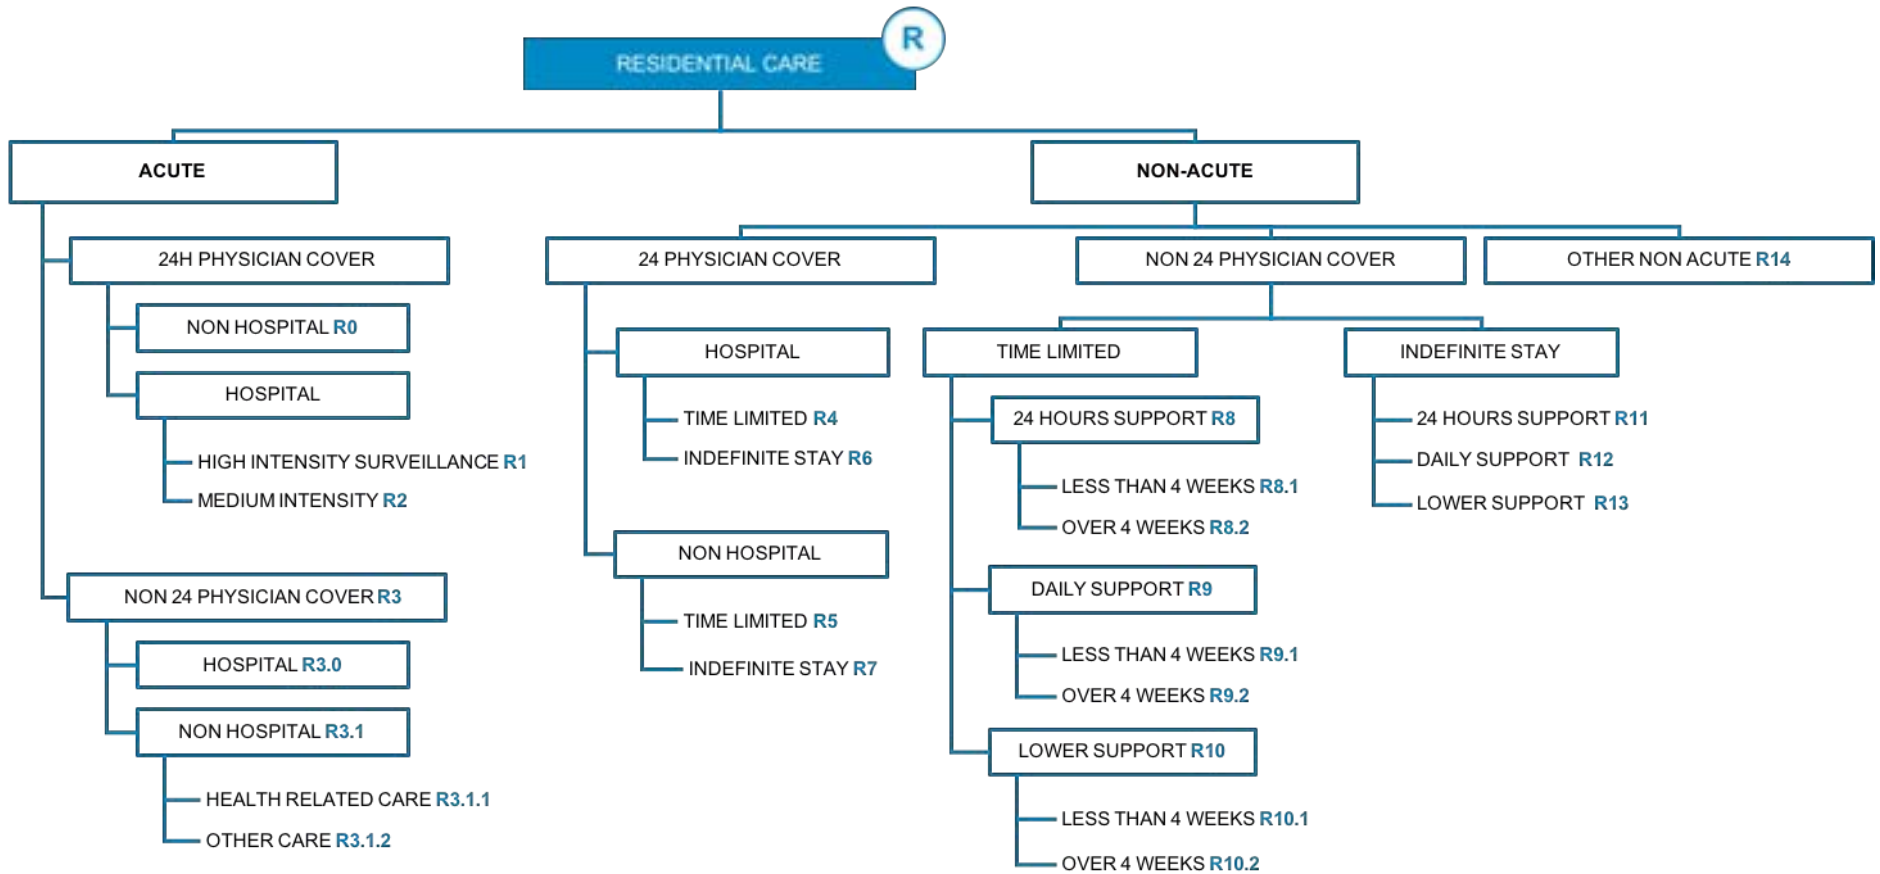 R
RESIDENTIAL CARE
ACUTE
24H PHYSICIAN COVER
NON HOSPITAL R0
HOSPITAL
HIGH INTENSITY SURVEILLANCE R1
MEDIUM INTENSITY R2
NON 24 PHYSICIAN COVER R3
HOSPITAL R3.0
NON HOSPITAL R3.1
HEALTH RELATED CARE R3.1.1
OTHER CARE R3.1.2
NON-ACUTE
24 PHYSICIAN COVER
HOSPITAL
TIME LIMITED R4
INDEFINITE STAY R6
NON HOSPITAL
TIME LIMITED R5
INDEFINITE STAY R7
NON 24 PHYSICIAN COVER
TIME LIMITED
24 HOURS SUPPORT R8
LESS THAN 4 WEEKS R8.1
OVER 4 WEEKS R8.2
DAILY SUPPORT R9
LESS THAN 4 WEEKS R9.1
OVER 4 WEEKS R9.2
LOWER SUPPORT R10
LESS THAN 4 WEEKS R10.1
OVER 4 WEEKS R10.2
INDEFINITE STAY
24 HOURS SUPPORT R11
DAILY SUPPORT R12
LOWER SUPPORT R13
OTHER NON ACUTE R14